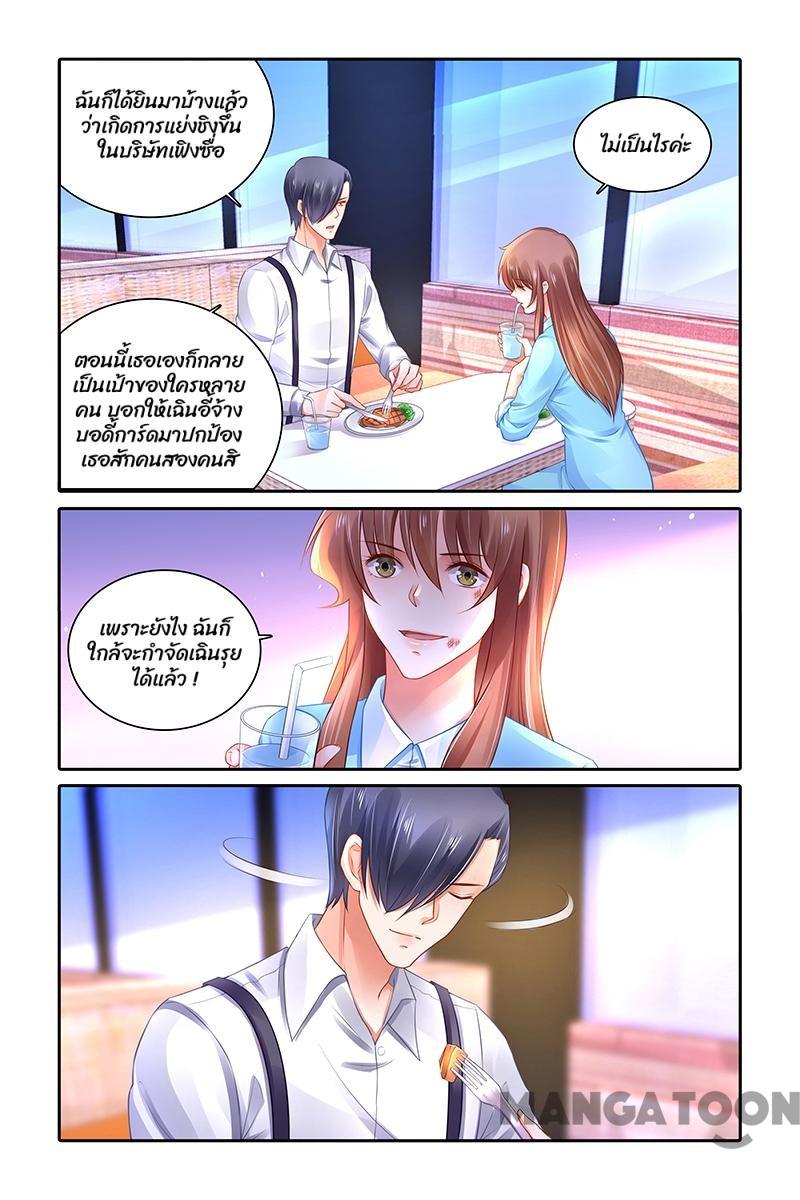 ฉันก็ได้ยินมาบ้างแล้ว
ว่าเกิดการแย่งชิงขึ้น
ในบริษัทเฟิงซื่อ
ตอนนี้เธอเองก็กลาย
เป็นเป้าของใครหลาย
คน บอกให้เฉินอี้จ้าง
บอดี้การ์ดมาปกป้อง
เธอสักคนสองคนสิ
ไม่เป็นไรค่ะ
เพราะยังไง ฉันก็
ใกล้จะกำจัดเฉินรุย
ได้แล้ว !
MANGATOON